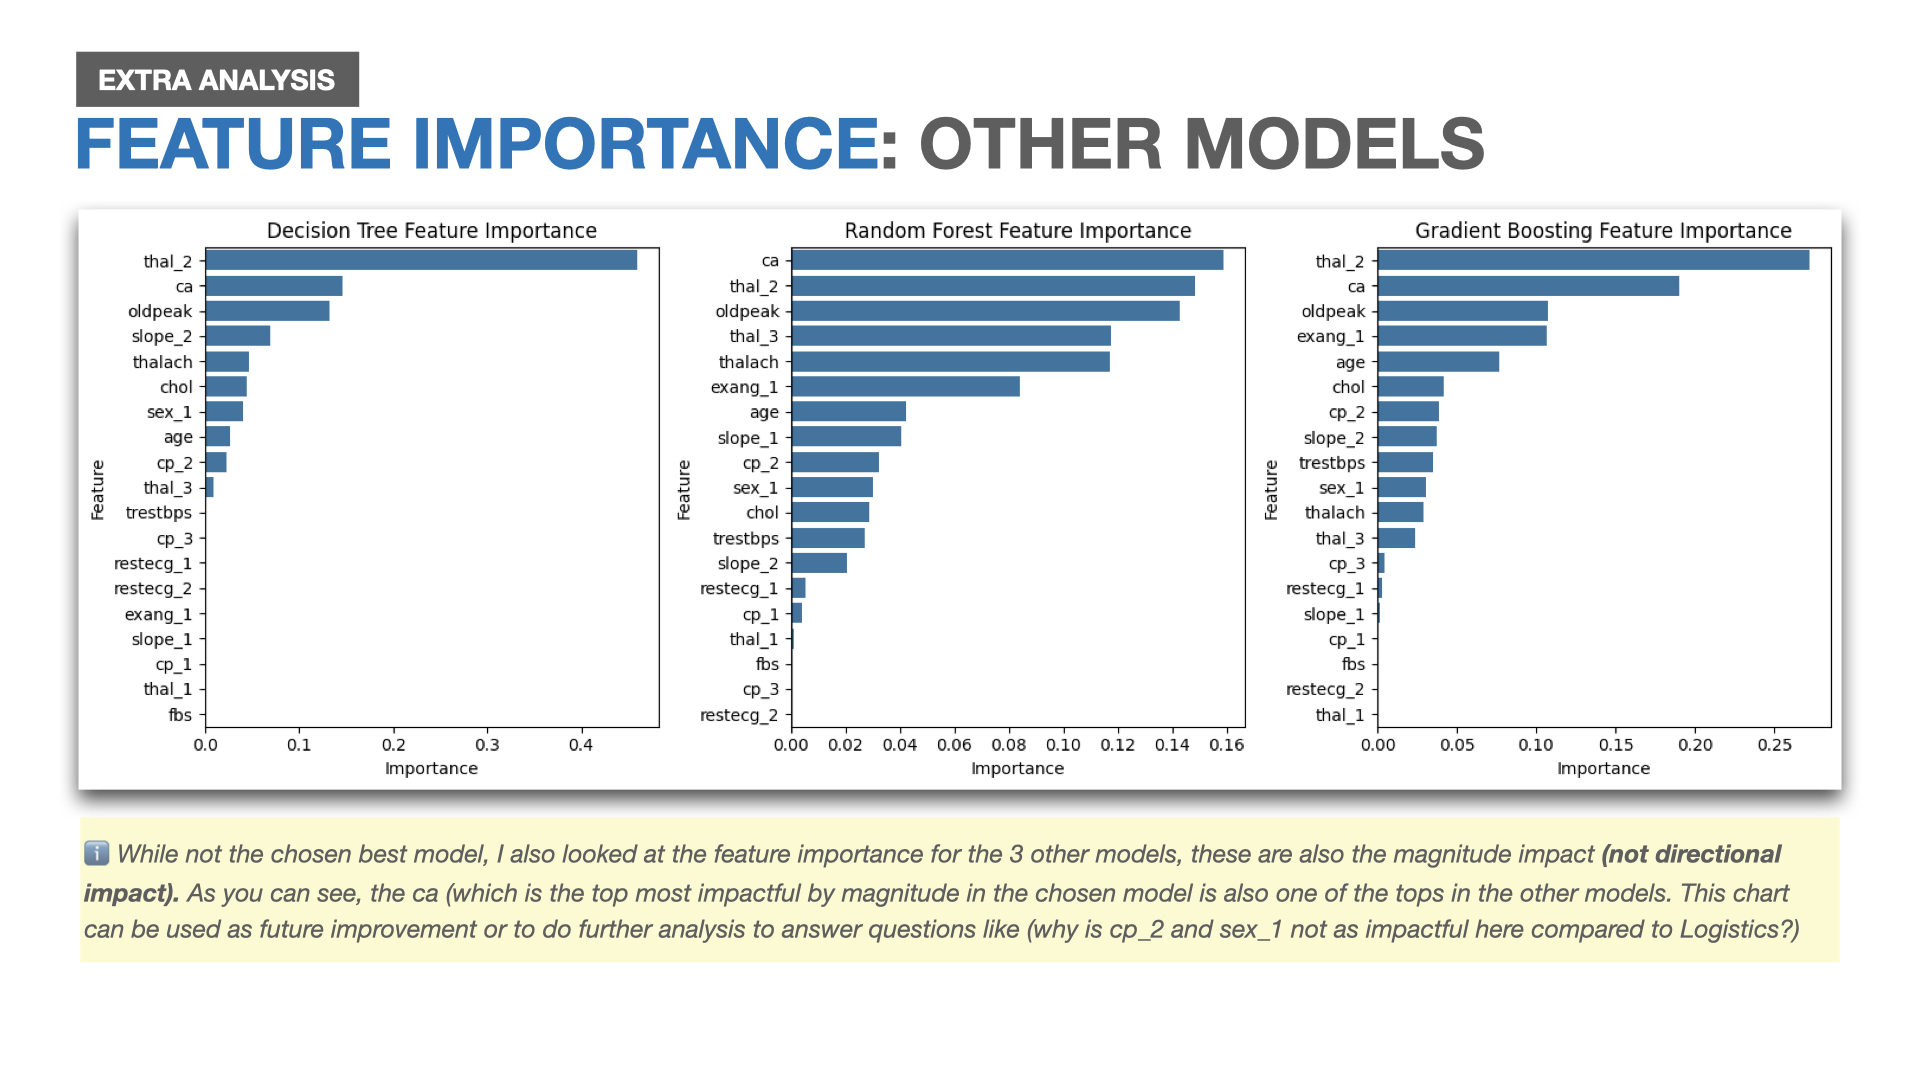 EXTRA ANALYSIS
FEATURE IMPORTANCE: OTHER MODELS
Decision Tree Feature Importance
thal_2
ca
oldpeak
slope_2
thalach
chol
sex_1
age
cp_2
thal_3
trestbps
cp_3
restecg_1
restecg_2
exang_1
slope_1
cp_1
thal_1
fbs
Feature
0.0 0.1 0.2 0.3 0.4
Importance
Random Forest Feature Importance
ca
thal_2
oldpeak
thal_3
thalach
exang_1
age
slope_1
cp_2
sex_1
chol
trestbps
slope_2
restecg_1
cp_1
thal_1
fbs
cp_3
restecg_2
Feature
0.00 0.02 0.04 0.06 0.08 0.10 0.12 0.14 0.16
Importance
Gradient Boosting Feature Importance
thal_2
ca
oldpeak
exang_1
age
chol
cp_2
slope_2
trestbps
sex_1
thalach
thal_3
cp_3
restecg_1
slope_1
cp_1
fbs
restecg_2
thal_1
Feature
0.00 0.05 0.10 0.15 0.20 0.25
Importance
ℹ️ While not the chosen best model, I also looked at the feature importance for the 3 other models, these are also the magnitude impact (not directional
impact). As you can see, the ca (which is the top most impactful by magnitude in the chosen model is also one of the tops in the other models. This chart
can be used as future improvement or to do further analysis to answer questions like (why is cp_2 and sex_1 not as impactful here compared to Logistics?)